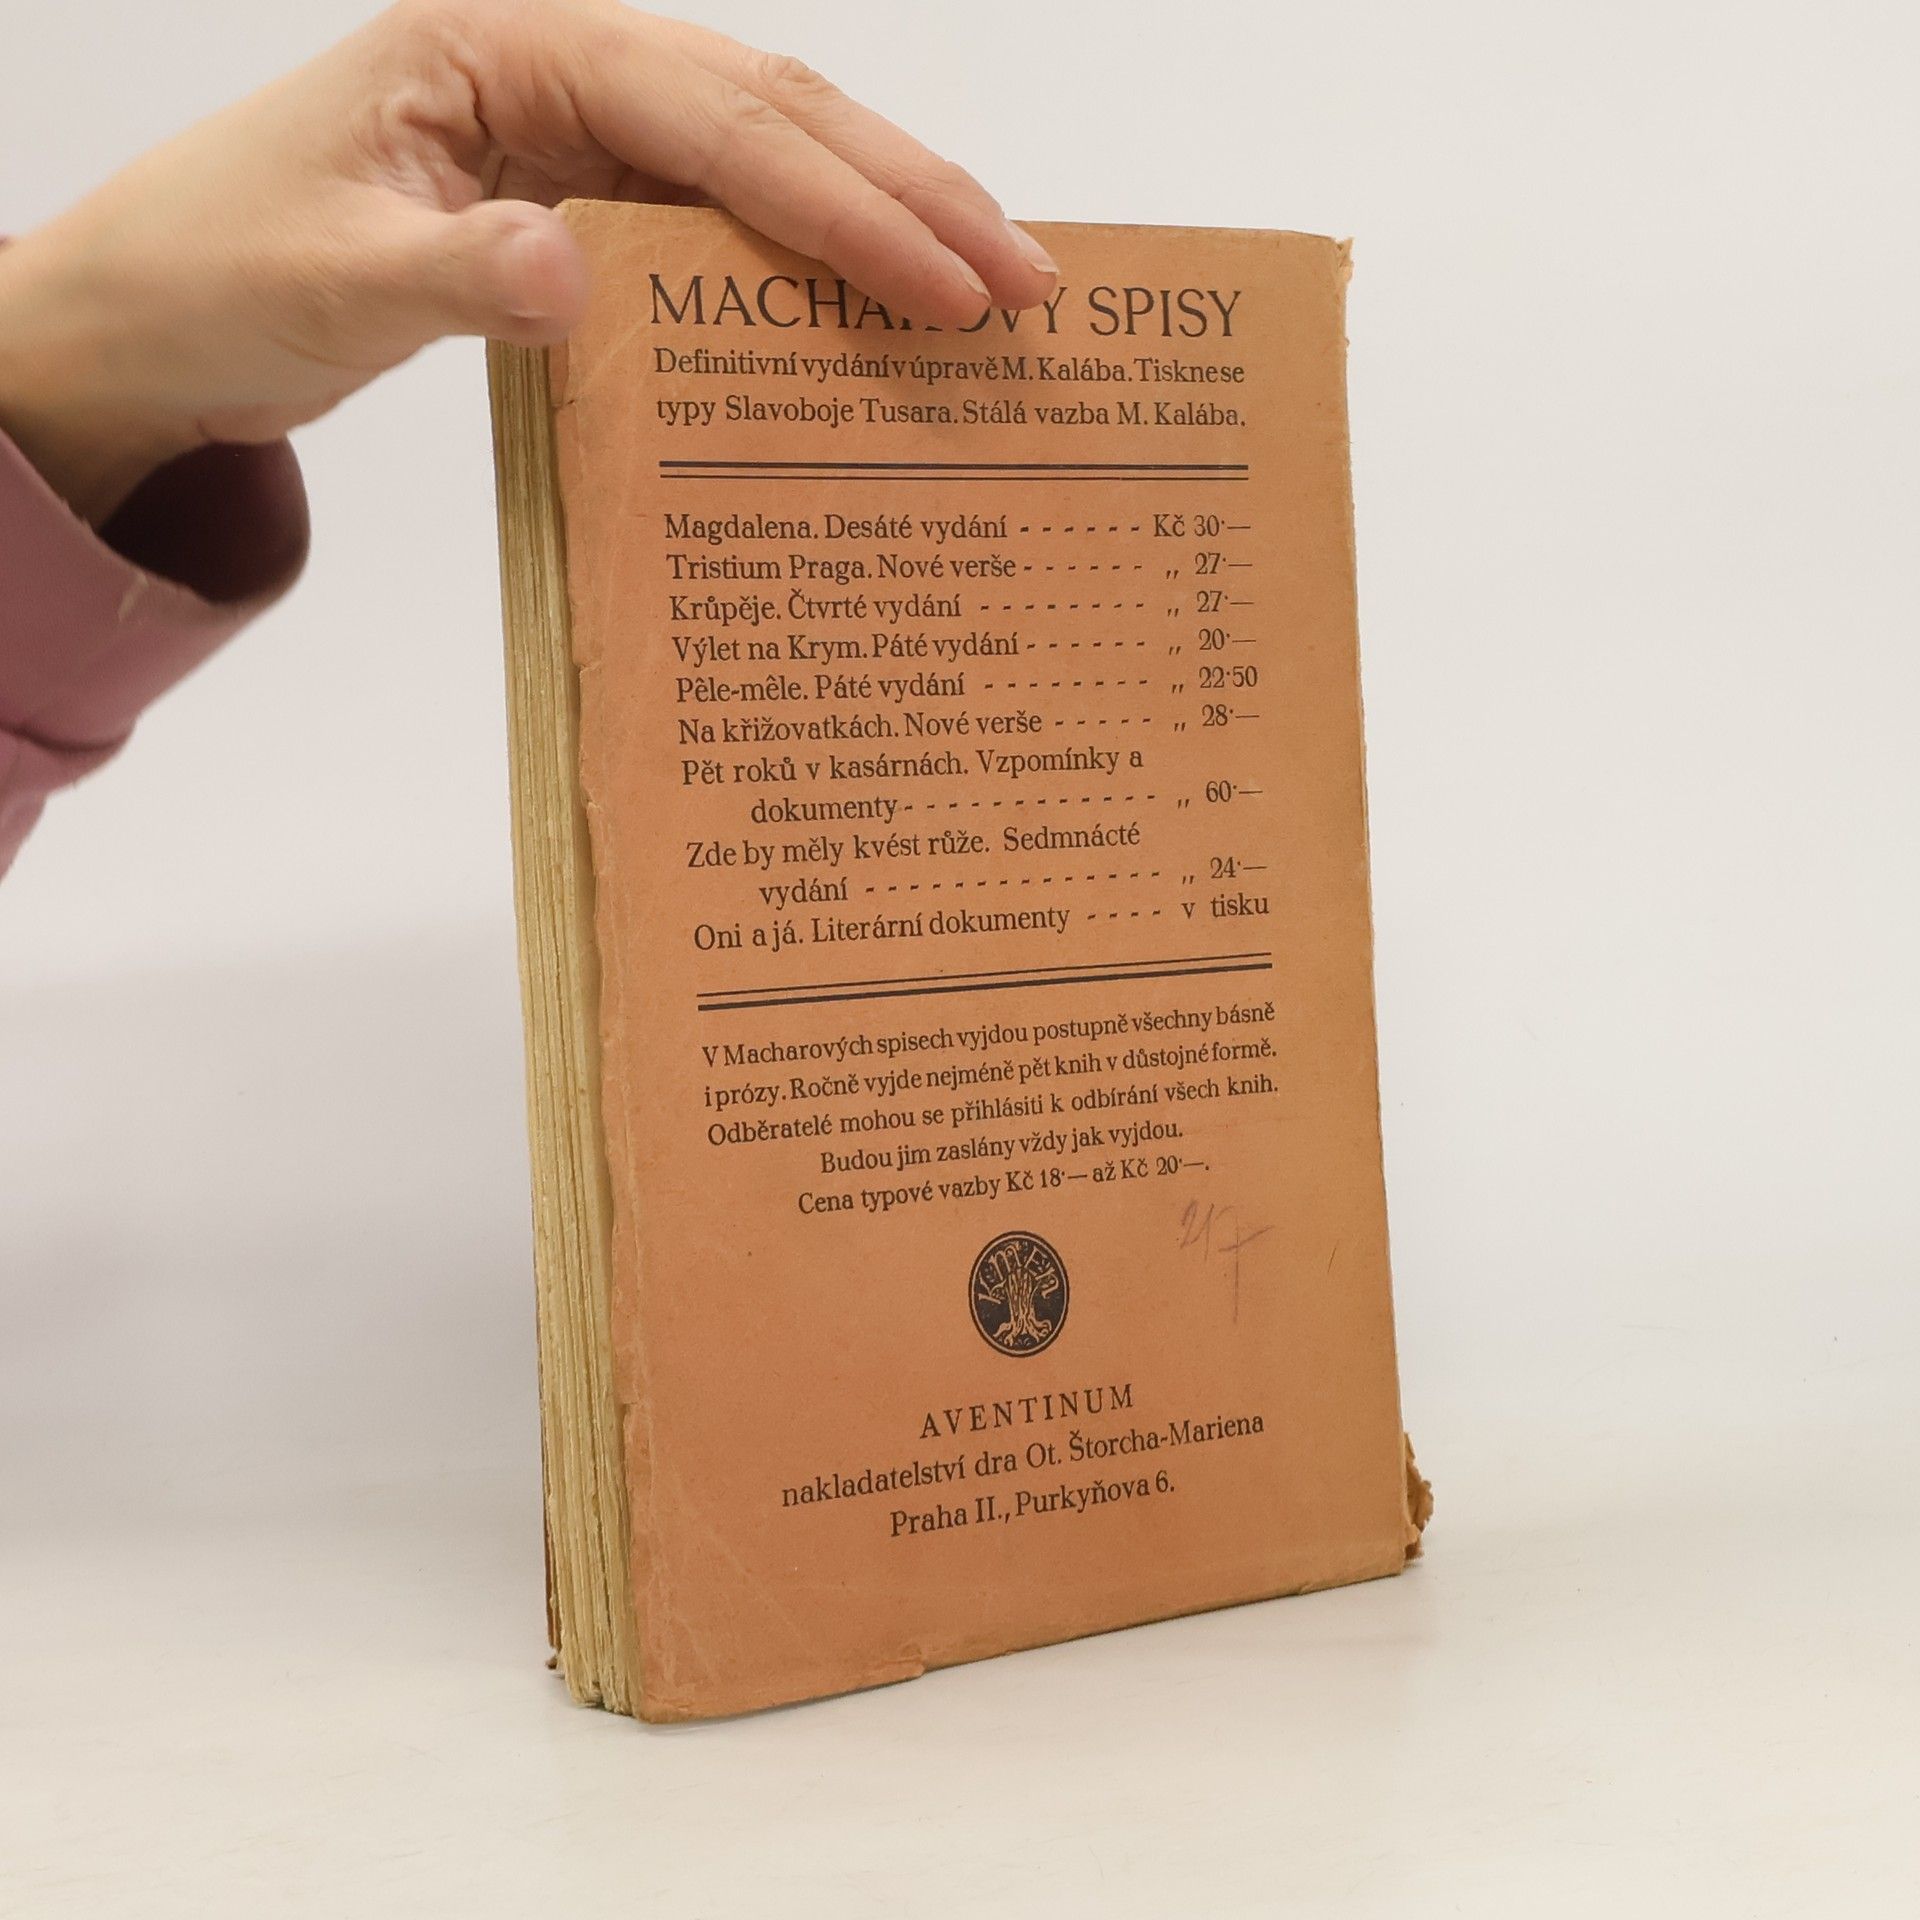 MACHAROVY SPISY
Definitivní vydání v úpravě M. Kalába. Tiskne se
typy Slavoboje Tusara. Stálá vazba M. Kalába.
Magdalena. Desáté vydání - - - - - - Kč 30·—
Tristium Praga. Nové verše - - - - - - „ 27·—
Krůpěje. Čtvrté vydání - - - - - - - - „ 27·—
Výlet na Krym. Páté vydání - - - - - - „ 20·—
Pêle-mêle. Páté vydání - - - - - - - - „ 22·50
Na křižovatkách. Nové verše - - - - - „ 28·—
Pět roků v kasárnách. Vzpomínky a
dokumenty - - - - - - - - - - - - „ 60·—
Zde by měly kvést růže. Sedmnácté
vydání - - - - - - - - - - - - - - „ 24·—
Oni a já. Literární dokumenty - - - - v tisku
V Macharových spisech vyjdou postupně všechny básně
i prózy. Ročně vyjde nejméně pět knih v důstojné formě.
Odběratelé mohou se přihlásiti k odbírání všech knih.
Budou jim zaslány vždy jak vyjdou.
Cena typové vazby Kč 18·— až Kč 20·—.
KMEN
AVENTINUM
nakladatelství dra Ot. Štorcha-Mariena
Praha II., Purkyňova 6.